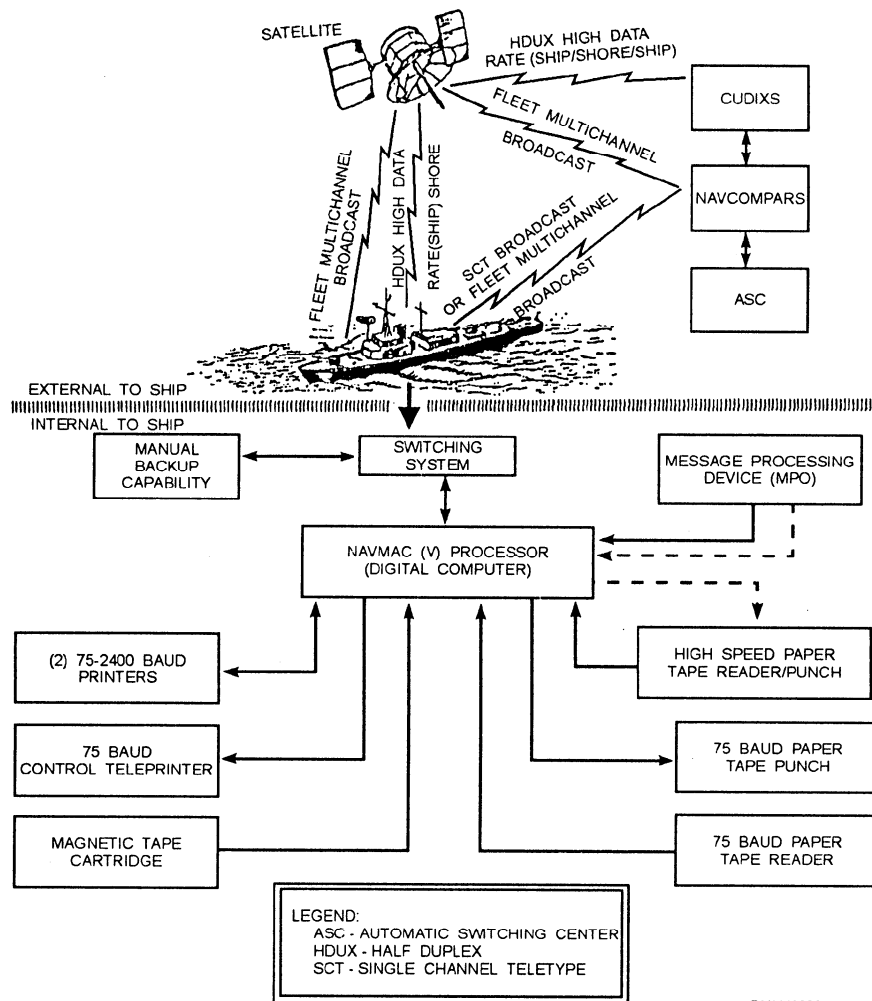 SATELLITE
HDUX HIGH DATA
RATE (SHIP/SHORE/SHIP)
CUDIXS
FLEET MULTICHANNEL
BROADCAST
NAVCOMPARS
FLEET MULTICHANNEL
BROADCAST
HDUX HIGH DATA
RATE(SHIP) SHORE
SCT BROADCAST
OR FLEET MULTICHANNEL
BROADCAST
ASC
EXTERNAL TO SHIP
INTERNAL TO SHIP
MANUAL
BACKUP
CAPABILITY
SWITCHING
SYSTEM
MESSAGE PROCESSING
DEVICE (MPO)
NAVMAC (V) PROCESSOR
(DIGITAL COMPUTER)
(2) 75-2400 BAUD
PRINTERS
HIGH SPEED PAPER
TAPE READER/PUNCH
75 BAUD
CONTROL TELEPRINTER
75 BAUD PAPER
TAPE PUNCH
MAGNETIC TAPE
CARTRIDGE
75 BAUD PAPER
TAPE READER
LEGEND:
ASC - AUTOMATIC SWITCHING CENTER
HDUX - HALF DUPLEX
SCT - SINGLE CHANNEL TELETYPE